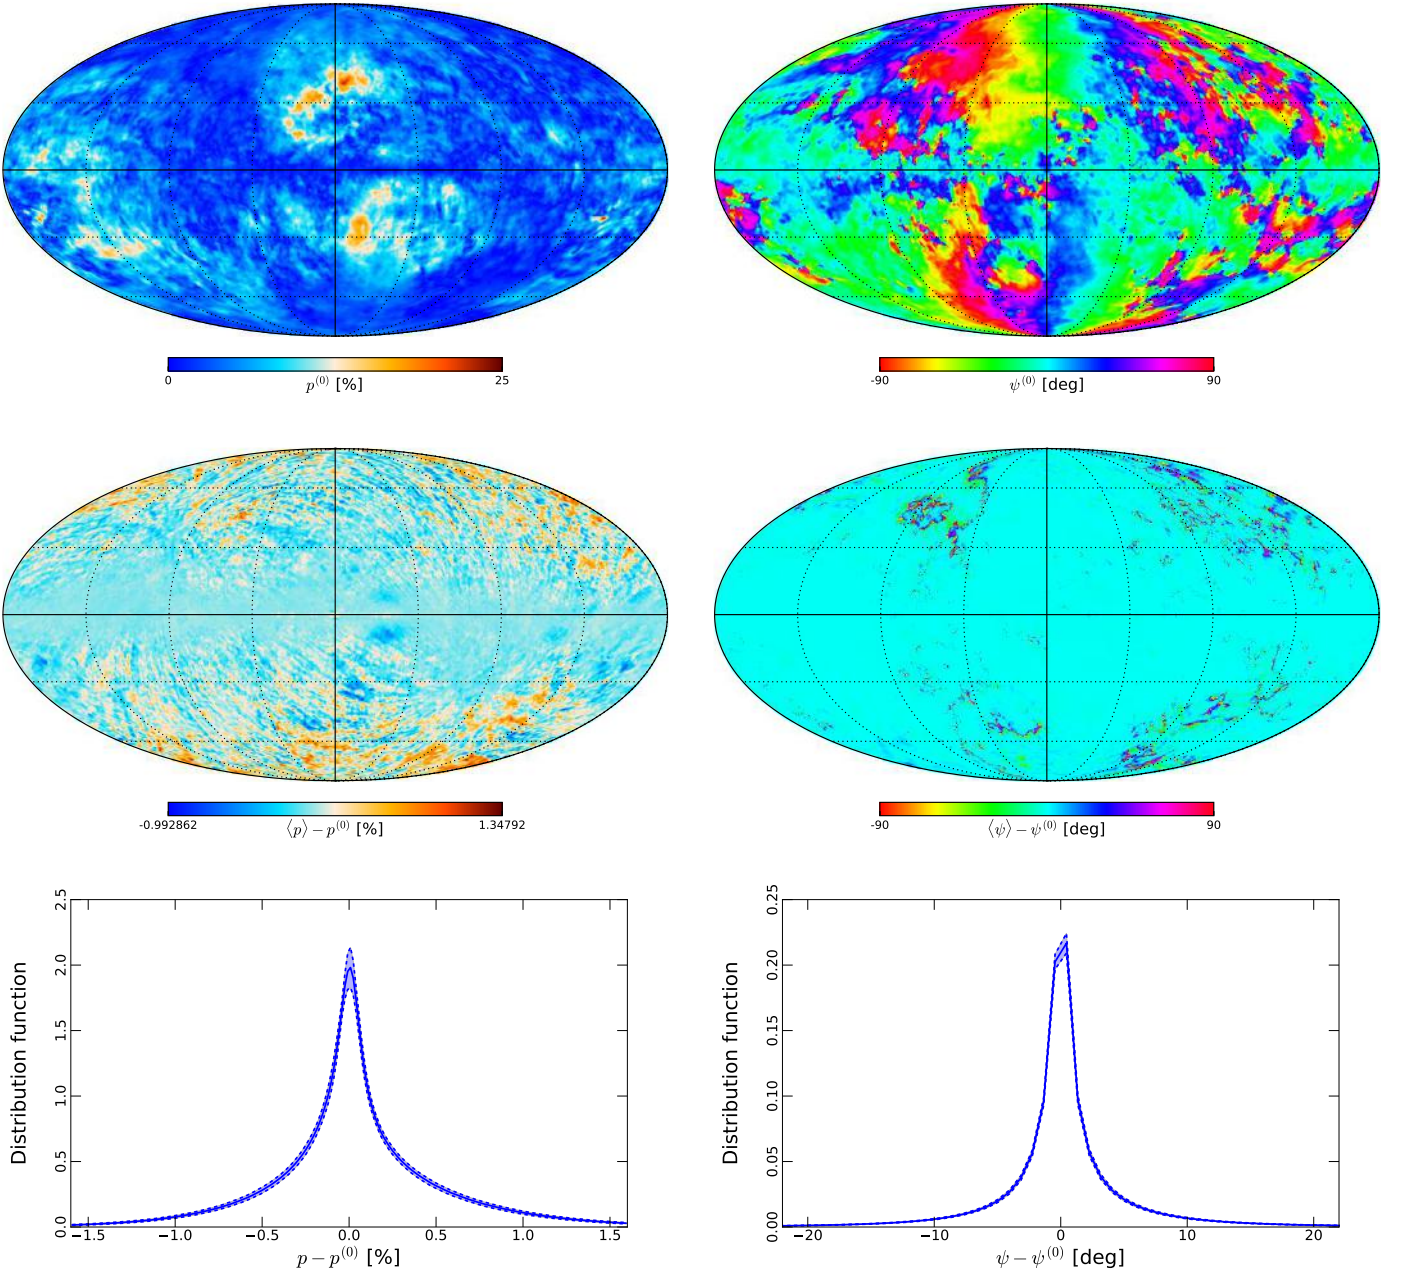 0 p⁽⁰⁾ [%] 25
-90 ψ⁽⁰⁾ [deg] 90
-0.992862 ⟨p⟩ − p⁽⁰⁾ [%] 1.34792
-90 ⟨ψ⟩ − ψ⁽⁰⁾ [deg] 90
Distribution function
2.5
2.0
1.5
1.0
0.5
0.0
−1.5 −1.0 −0.5 0.0 0.5 1.0 1.5
p − p⁽⁰⁾ [%]
Distribution function
0.25
0.20
0.15
0.10
0.05
0.00
−20 −10 0 10 20
ψ − ψ⁽⁰⁾ [deg]